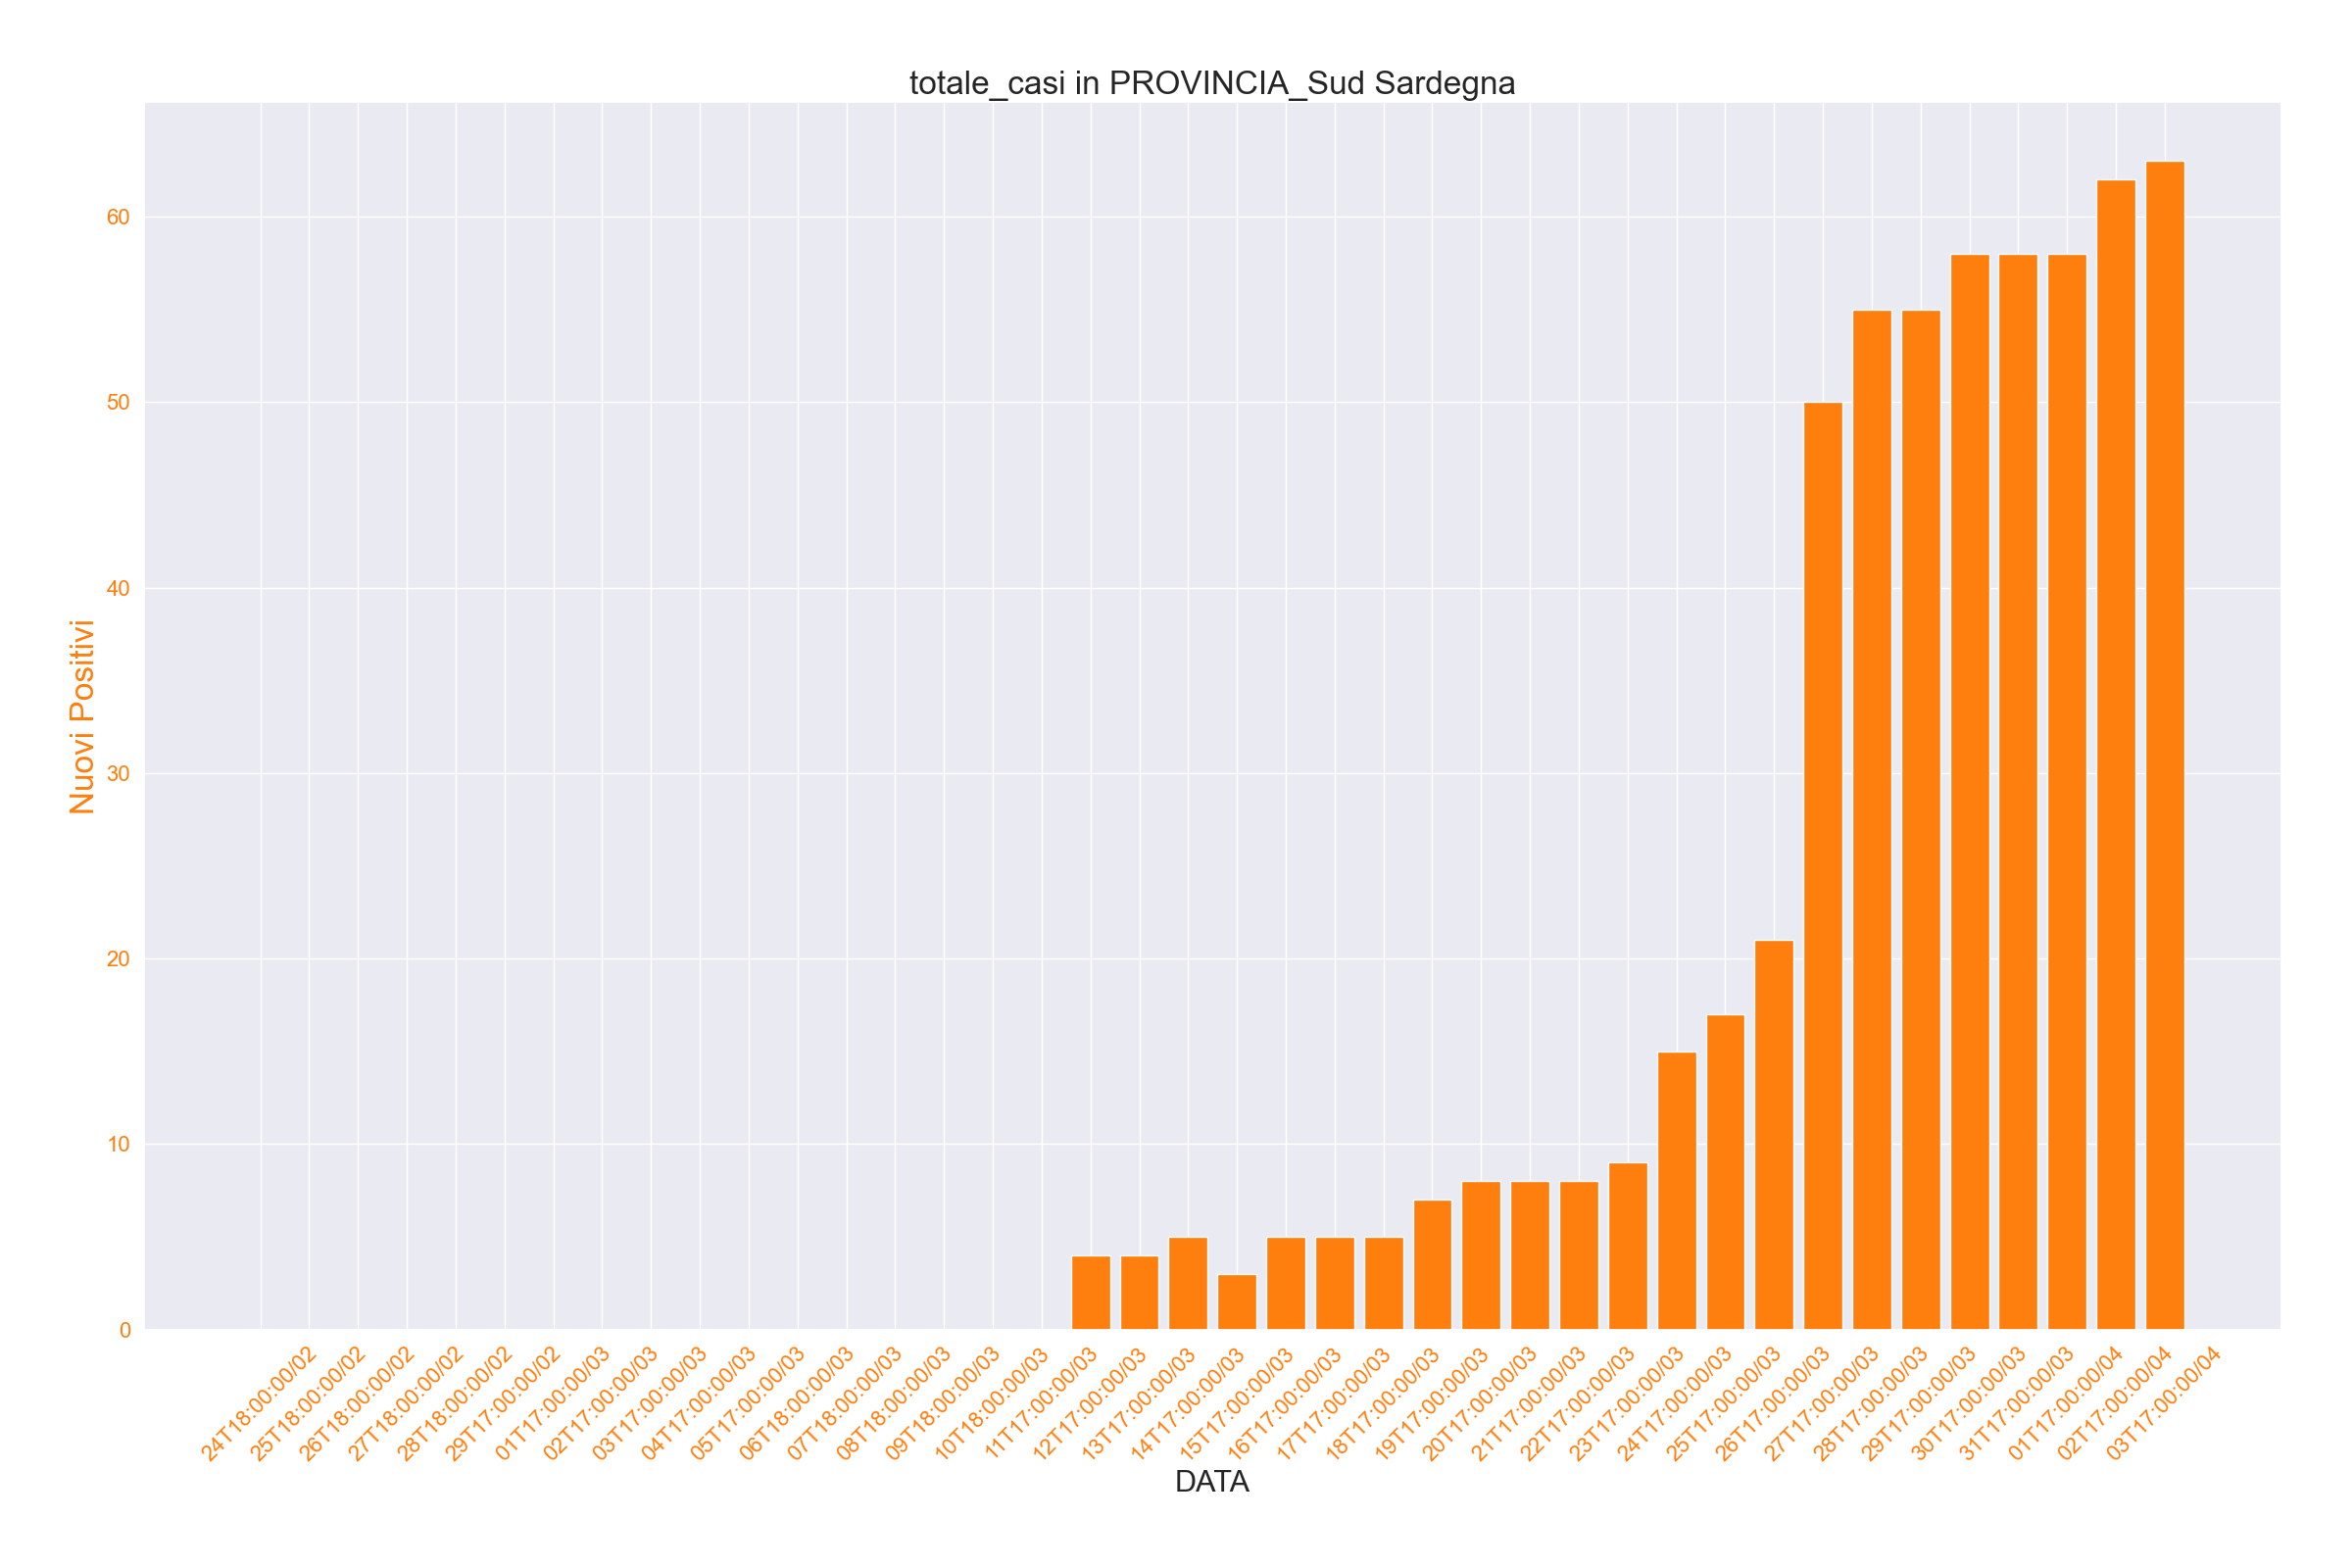 totale_casi in PROVINCIA_Sud Sardegna
Nuovi Positivi
60
50
40
30
20
10
0
24T18:00:00/02
25T18:00:00/02
26T18:00:00/02
27T18:00:00/02
28T18:00:00/02
29T17:00:00/02
01T17:00:00/03
02T17:00:00/03
03T17:00:00/03
04T17:00:00/03
05T17:00:00/03
06T18:00:00/03
07T18:00:00/03
08T18:00:00/03
09T18:00:00/03
10T18:00:00/03
11T17:00:00/03
12T17:00:00/03
13T17:00:00/03
14T17:00:00/03
15T17:00:00/03
16T17:00:00/03
17T17:00:00/03
18T17:00:00/03
19T17:00:00/03
20T17:00:00/03
21T17:00:00/03
22T17:00:00/03
23T17:00:00/03
24T17:00:00/03
25T17:00:00/03
26T17:00:00/03
27T17:00:00/03
28T17:00:00/03
29T17:00:00/03
30T17:00:00/03
31T17:00:00/03
01T17:00:00/04
02T17:00:00/04
03T17:00:00/04
DATA